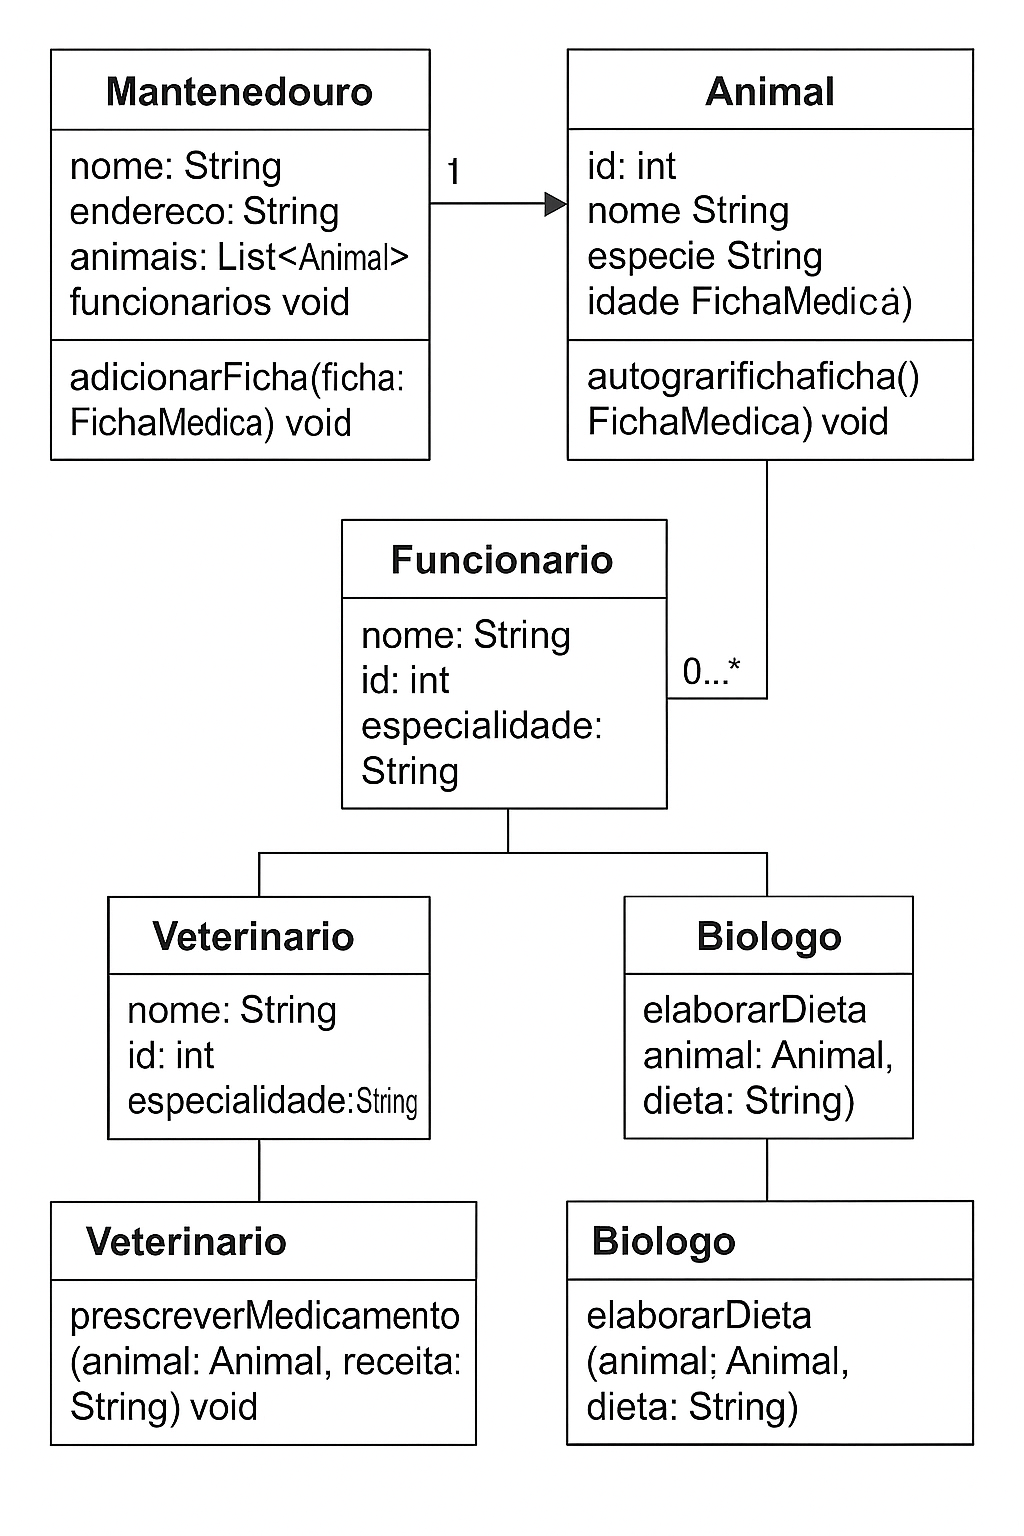 Mantenedouro
nome: String
endereco: String
animais: List<Animal>
funcionarios void
adicionarFicha(ficha:
FichaMedica) void
1
Animal
id: int
nome String
especie String
idade FichaMedicȧ)
autografifichaficha()
FichaMedica) void
Funcionario
nome: String
id: int
especialidade:
String
0...*
Veterinario
nome: String
id: int
especialidade:String
Biologo
elaborarDieta
animal: Animal,
dieta: String)
Veterinario
prescreverMedicamento
(animal: Animal, receita:
String) void
Biologo
elaborarDieta
(animal; Animal,
dieta: String)